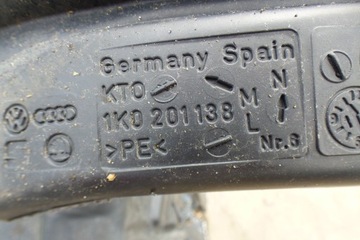 Germany Spain
KTO N
1K0 201 138 M
L
>PE< Nr.6